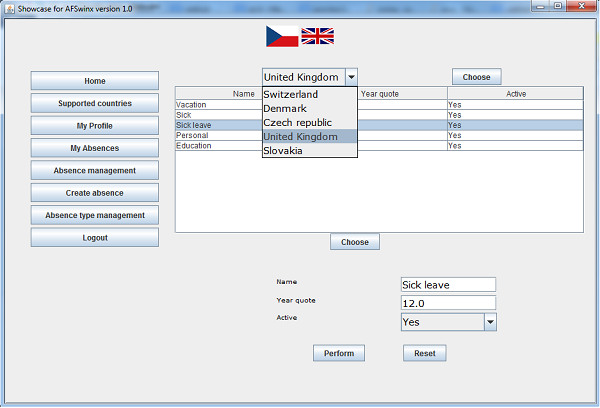 Showcase for AFSwinx version 1.0
Home
Supported countries
My Profile
My Absences
Absence management
Create absence
Absence type management
Logout
United Kingdom
Choose
Switzerland
Denmark
Czech republic
United Kingdom
Slovakia
Name Year quote Active
Vacation Yes
Sick Yes
Sick leave Yes
Personal Yes
Education Yes
Choose
Name Sick leave
Year quote 12.0
Active Yes
Perform Reset